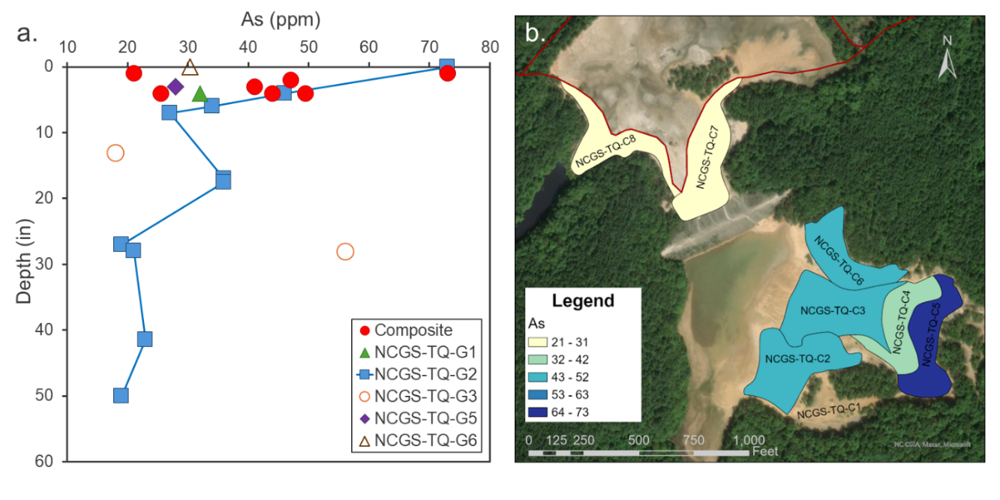 a.
As (ppm)
10 20 30 40 50 60 70 80
0
10
20
30
40
50
60
Depth (in)
Composite
NCGS-TQ-G1
NCGS-TQ-G2
NCGS-TQ-G3
NCGS-TQ-G5
NCGS-TQ-G6
b.
N
NCGS-TQ-C8
NCGS-TQ-C7
NCGS-TQ-C6
NCGS-TQ-C3
NCGS-TQ-C4
NCGS-TQ-C5
NCGS-TQ-C2
NCGS-TQ-C1
Legend
As
21 - 31
32 - 42
43 - 52
53 - 63
64 - 73
0 125 250 500 750 1,000
Feet
NC CGIA, Maxar, Microsoft